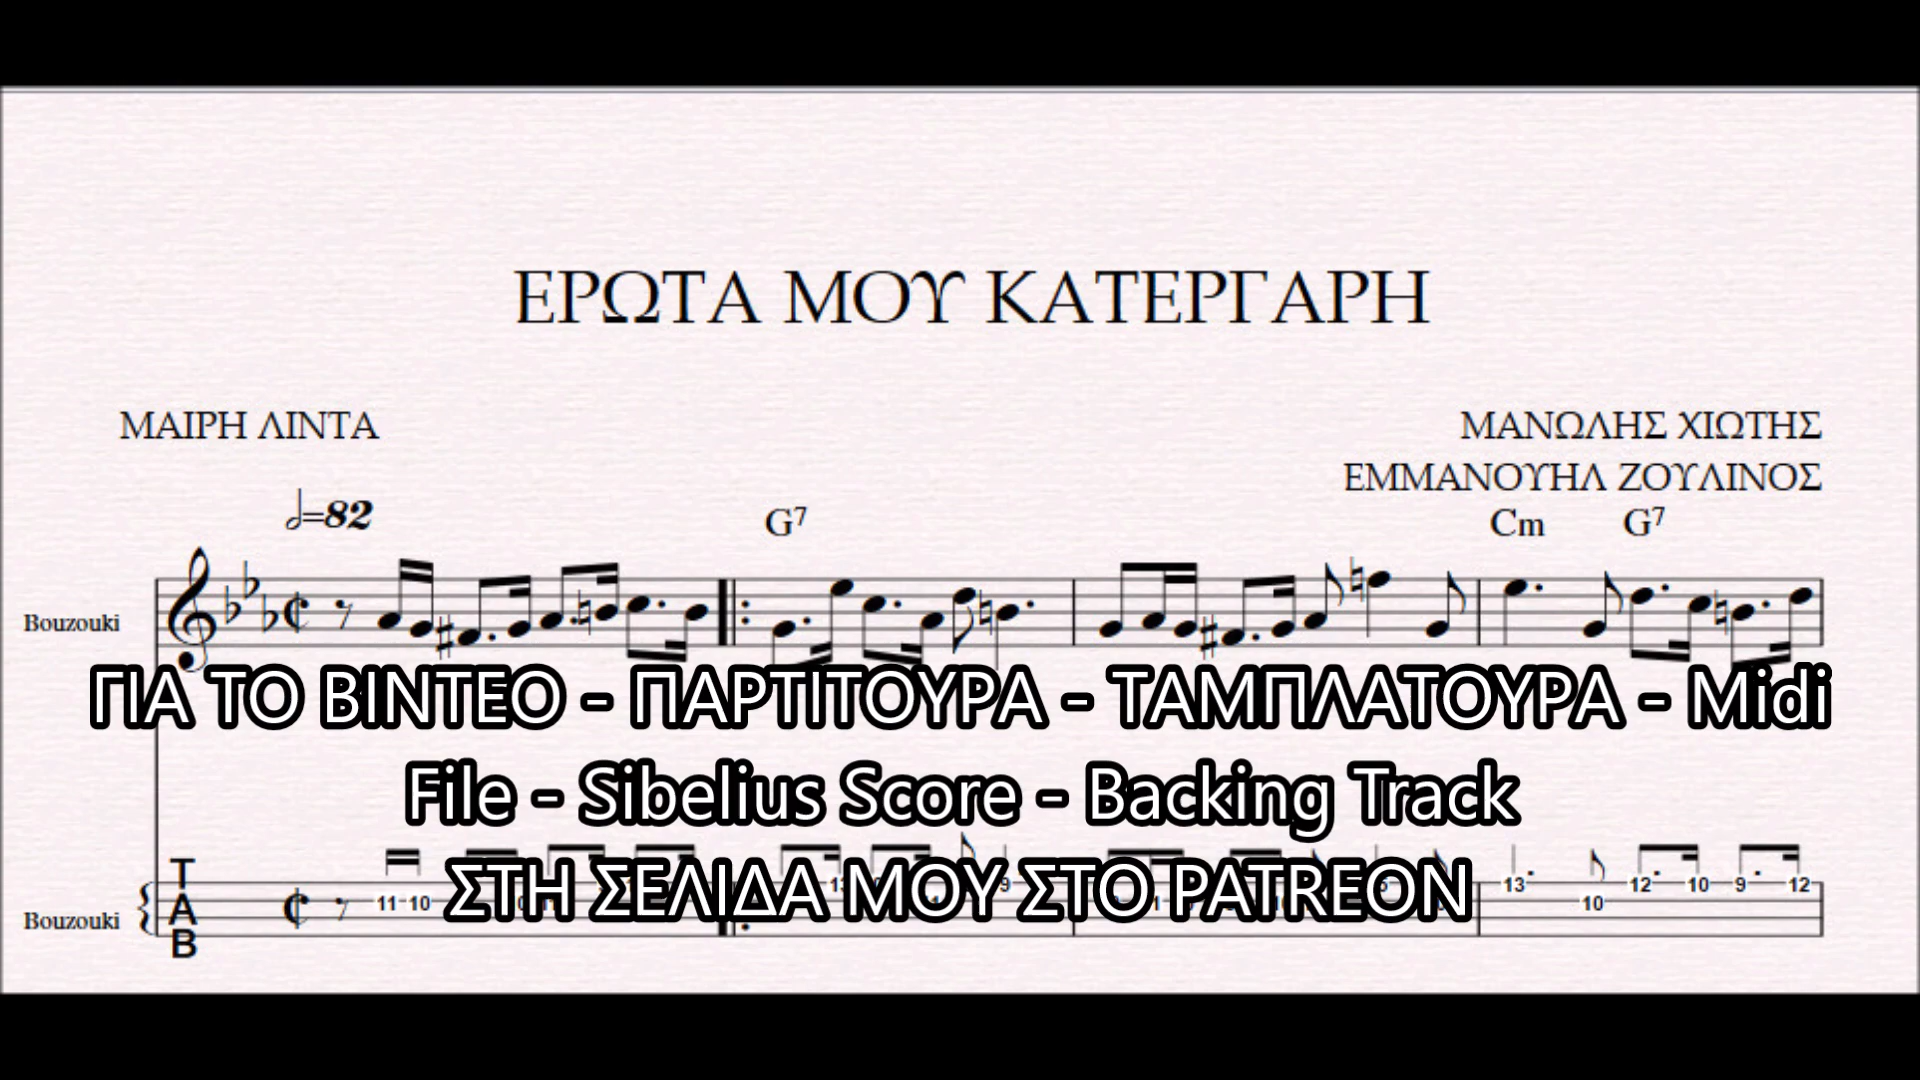 ΕΡΩΤΑ ΜΟΥ ΚΑΤΕΡΓΑΡΗ
ΜΑΙΡΗ ΛΙΝΤΑ
ΜΑΝΩΛΗΣ ΧΙΩΤΗΣ
ΕΜΜΑΝΟΥΗΛ ΖΟΥΛΙΝΟΣ
=82
G7 Cm G7
Bouzouki
ΓΙΑ ΤΟ ΒΙΝΤΕΟ - ΠΑΡΤΙΤΟΥΡΑ - ΤΑΜΠΛΑΤΟΥΡΑ - Midi
File - Sibelius Score - Backing Track
ΣΤΗ ΣΕΛΙΔΑ ΜΟΥ ΣΤΟ PATREON
Bouzouki
TAB
11 10
13 10 12 10 9 12